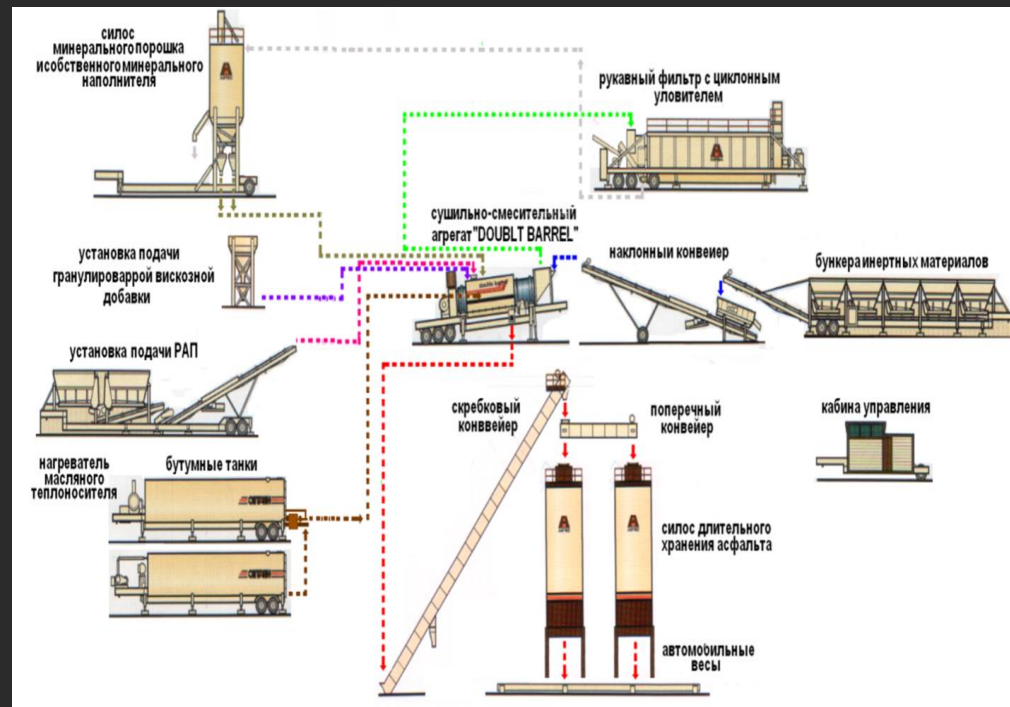 силос
минерального порошка
исобственного минерального
наполнителя
рукавный фильтр с циклонным
уловителем
сушильно-смесительный
агрегат "DOUBLT BARREL"
наклонный конвеиер
бункера инертных материалов
установка подачи
гранулироваррой вискозной
добавки
установка подачи РАП
скребковый
конввейер
поперечный
конвейер
кабина управления
нагреватель
масляного
теплоносителя
бутумные танки
силос длительного
хранения асфальта
автомобильные
весы